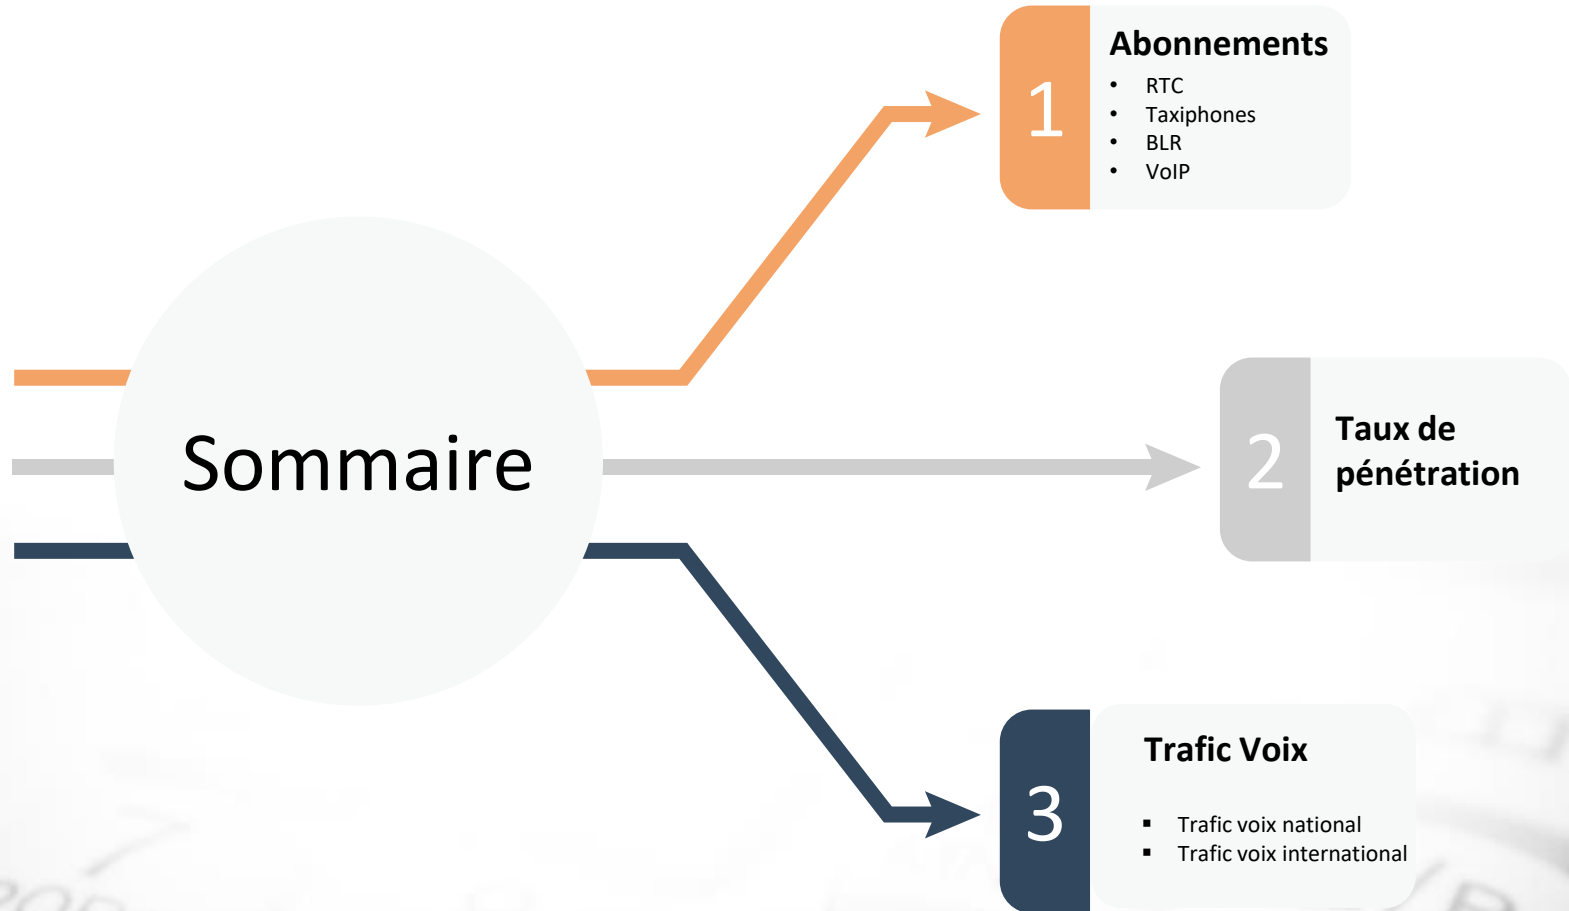 Sommaire
1
Abonnements
• RTC
• Taxiphones
• BLR
• VoIP
2
Taux de
pénétration
3
Trafic Voix
▪ Trafic voix national
▪ Trafic voix international